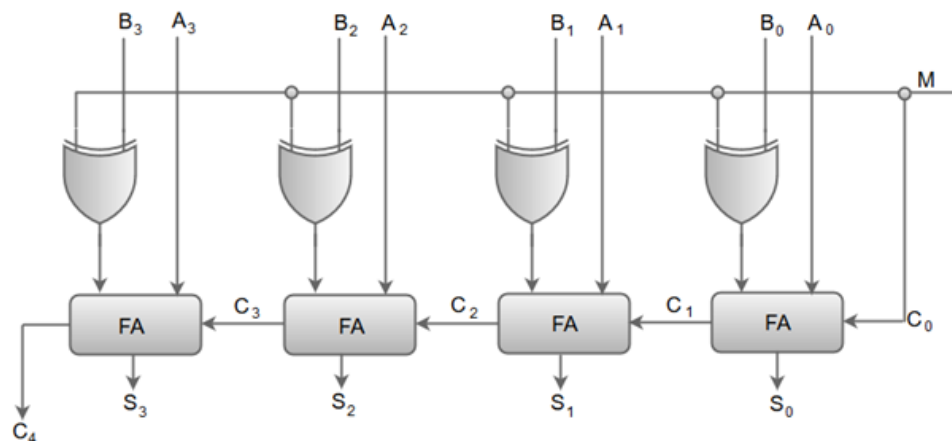 B₃ A₃ B₂ A₂ B₁ A₁ B₀ A₀
M
FA C₃ FA C₂ FA C₁ FA C₀
S₃ S₂ S₁ S₀
C₄